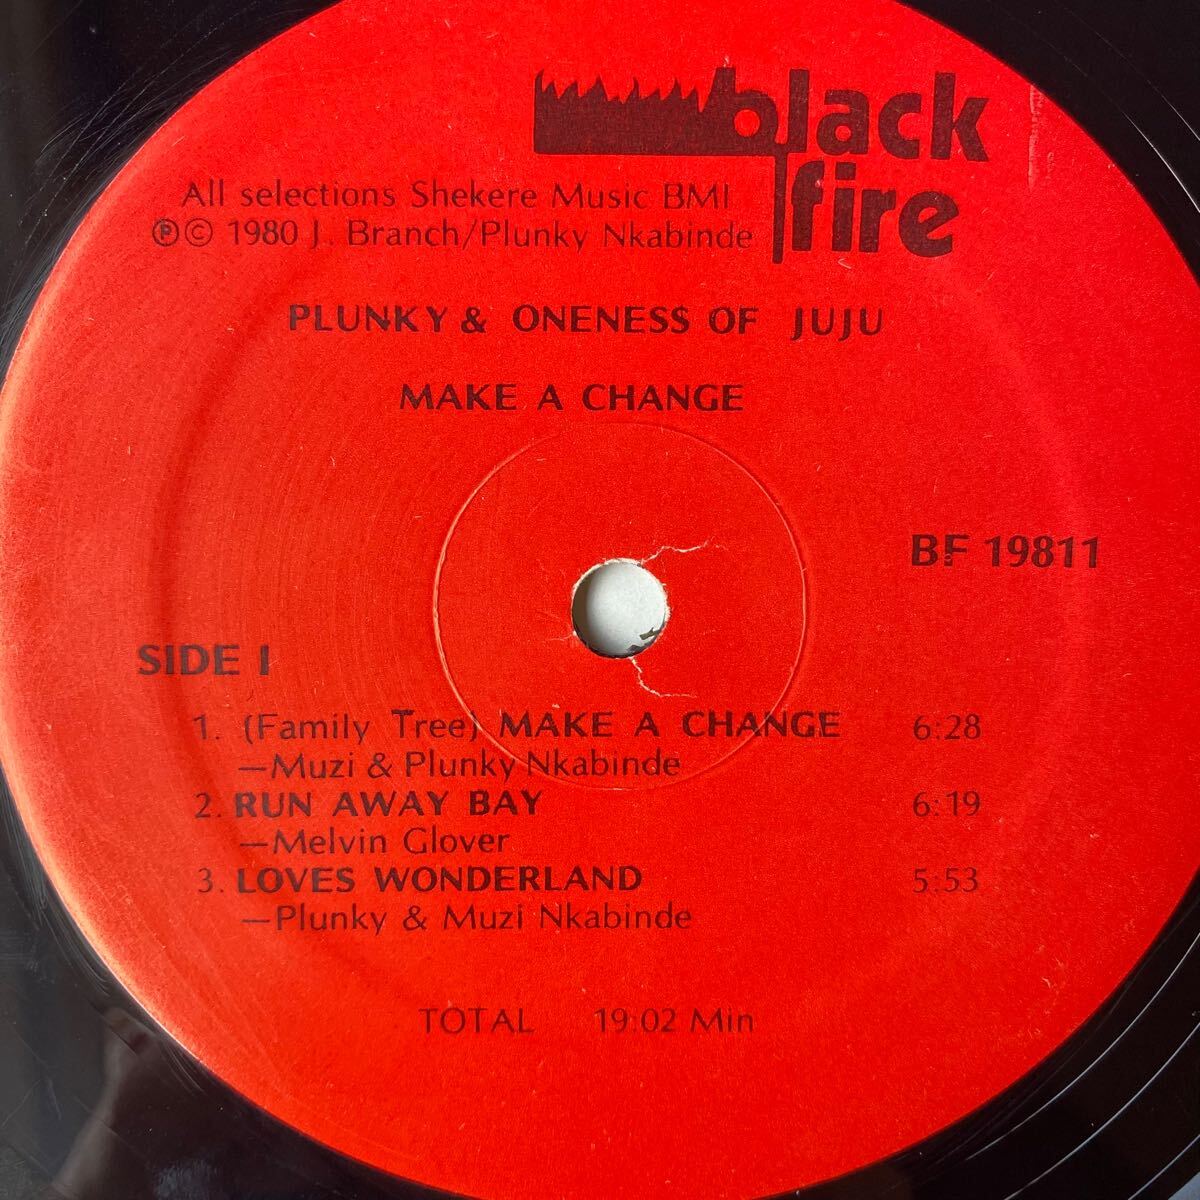 black
fire
All selections Shekere Music BMI
℗© 1980 J. Branch/Plunky Nkabinde
PLUNKY & ONENESS OF JUJU
MAKE A CHANGE
BF 19811
SIDE I
1. (Family Tree) MAKE A CHANGE 6:28
—Muzi & Plunky Nkabinde
2. RUN AWAY BAY 6:19
—Melvin Glover
3. LOVES WONDERLAND 5:53
—Plunky & Muzi Nkabinde
TOTAL 19:02 Min